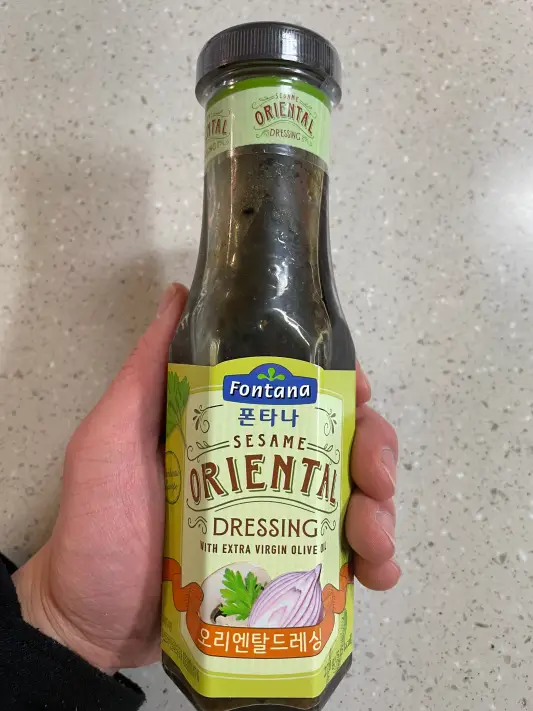 SESAME
ORIENTAL
DRESSING
Fontana
폰타나
SESAME
ORIENTAL
DRESSING
WITH EXTRA VIRGIN OLIVE OIL
오리엔탈드레싱